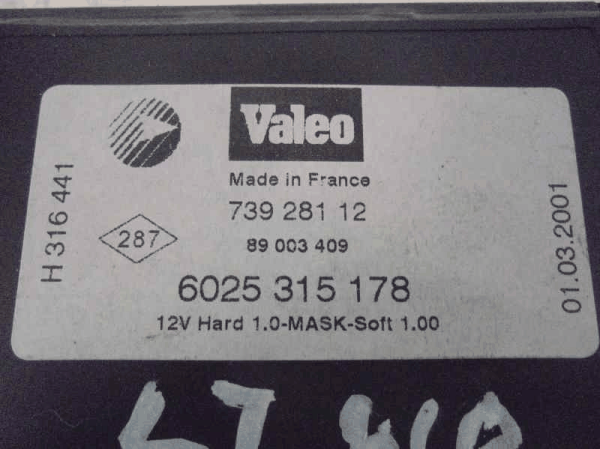 Valeo
Made in France
739 281 12
287
89 003 409
6025 315 178
12V Hard 1.0-MASK-Soft 1.00
H 316 441
01.03.2001